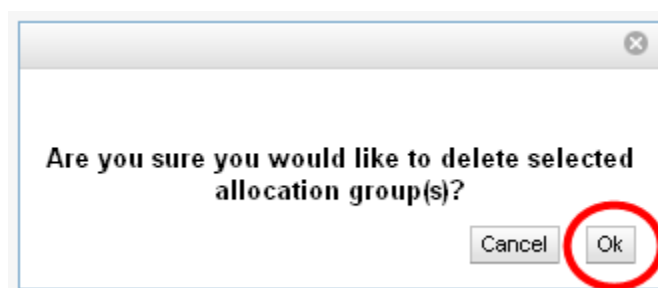 Are you sure you would like to delete selected
allocation group(s)?
Cancel Ok